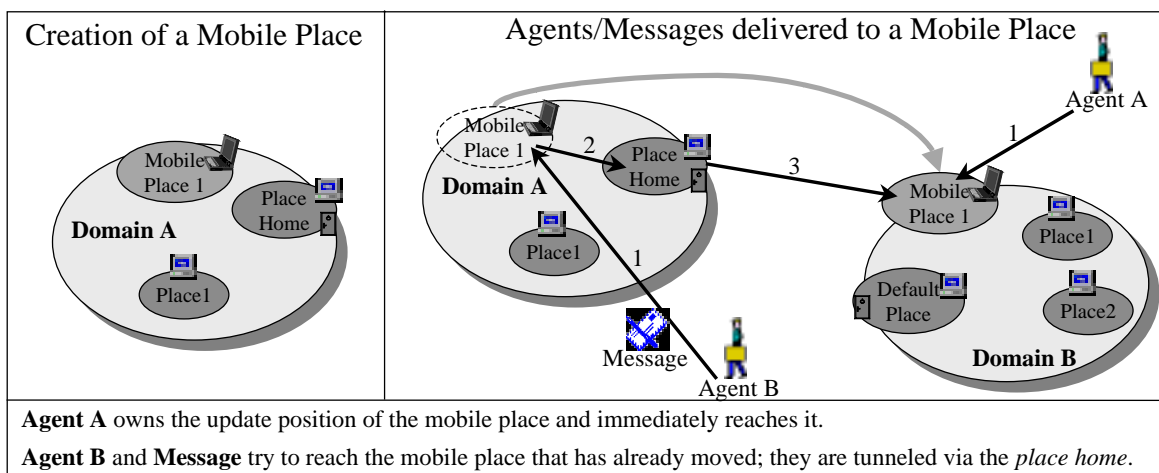 Creation of a Mobile Place
Mobile
Place 1
Place
Home
Domain A
Place1
Agents/Messages delivered to a Mobile Place
Agent A
1
Mobile
Place 1
2
Place
Home
3
Domain A
Mobile
Place 1
Place1
1
Place1
Default
Place
Place2
Message
Domain B
Agent B
Agent A owns the update position of the mobile place and immediately reaches it.
Agent B and Message try to reach the mobile place that has already moved; they are tunneled via the place home.